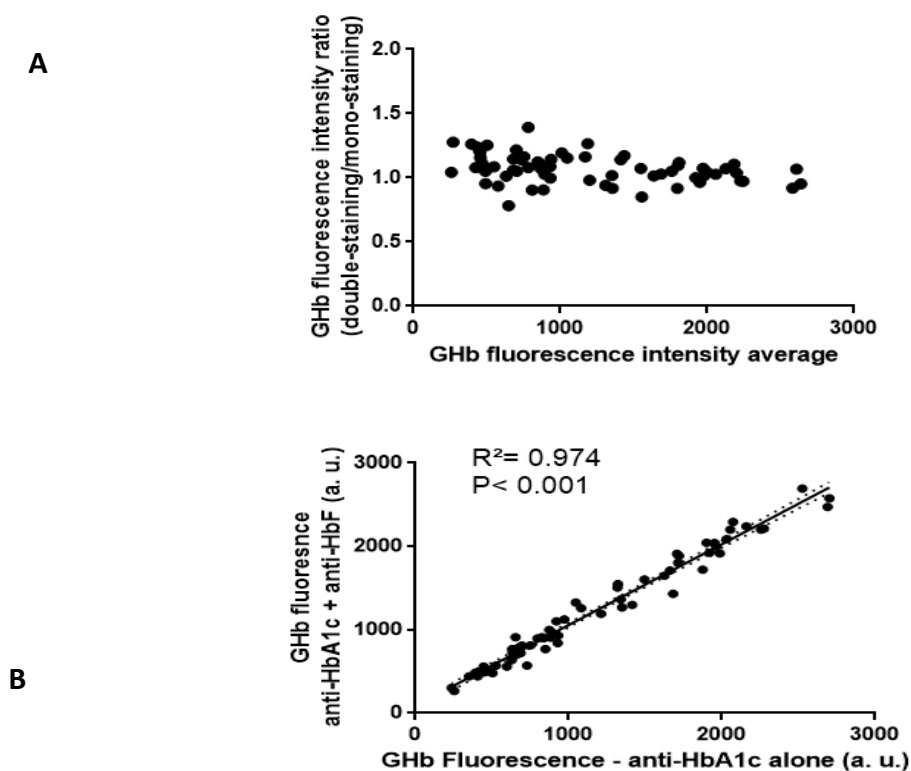 A
GHb fluorescence intensity ratio
(double-staining/mono-staining)
2.0
1.5
1.0
0.5
0.0
0 1000 2000 3000
GHb fluorescence intensity average
B
GHb fluoresnce
anti-HbA1c + anti-HbF (a. u.)
R²= 0.974
P< 0.001
3000
2000
1000
0
0 1000 2000 3000
GHb Fluorescence - anti-HbA1c alone (a. u.)